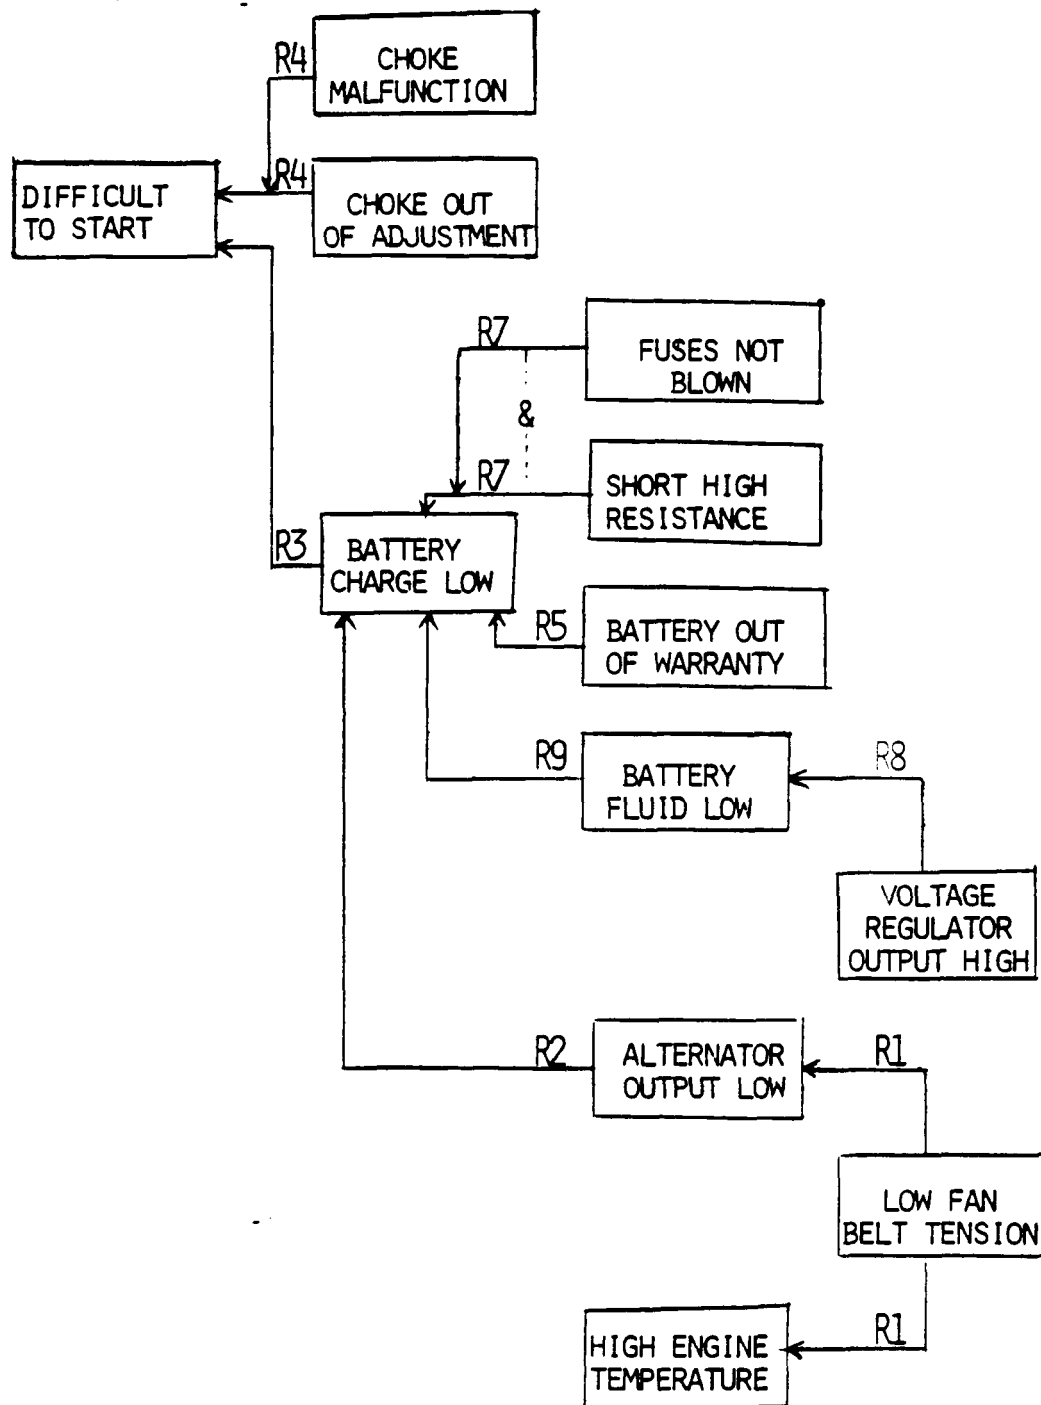 R4
CHOKE
MALFUNCTION
R4
DIFFICULT
TO START
CHOKE OUT
OF ADJUSTMENT
R7
FUSES NOT
BLOWN
&
R7
SHORT HIGH
RESISTANCE
R3
BATTERY
CHARGE LOW
R5
BATTERY OUT
OF WARRANTY
R9
BATTERY
FLUID LOW
R8
VOLTAGE
REGULATOR
OUTPUT HIGH
R2
ALTERNATOR
OUTPUT LOW
R1
LOW FAN
BELT TENSION
R1
HIGH ENGINE
TEMPERATURE